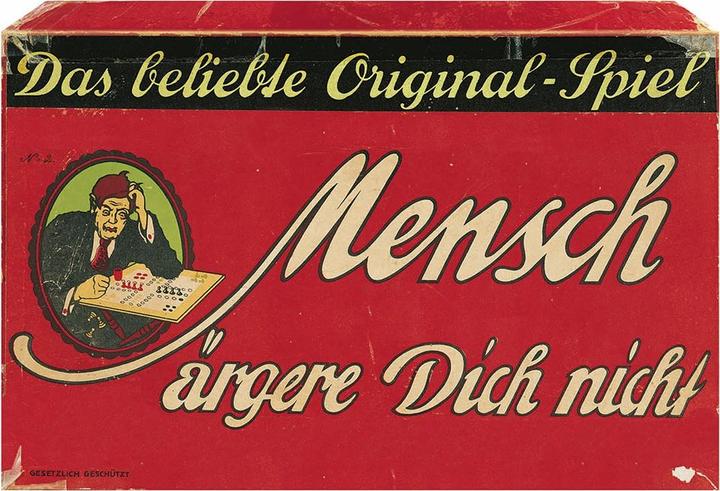 Das beliebte Original-Spiel
No 2.
Mensch
ärgere Dich nicht
GESETZLICH GESCHÜTZT